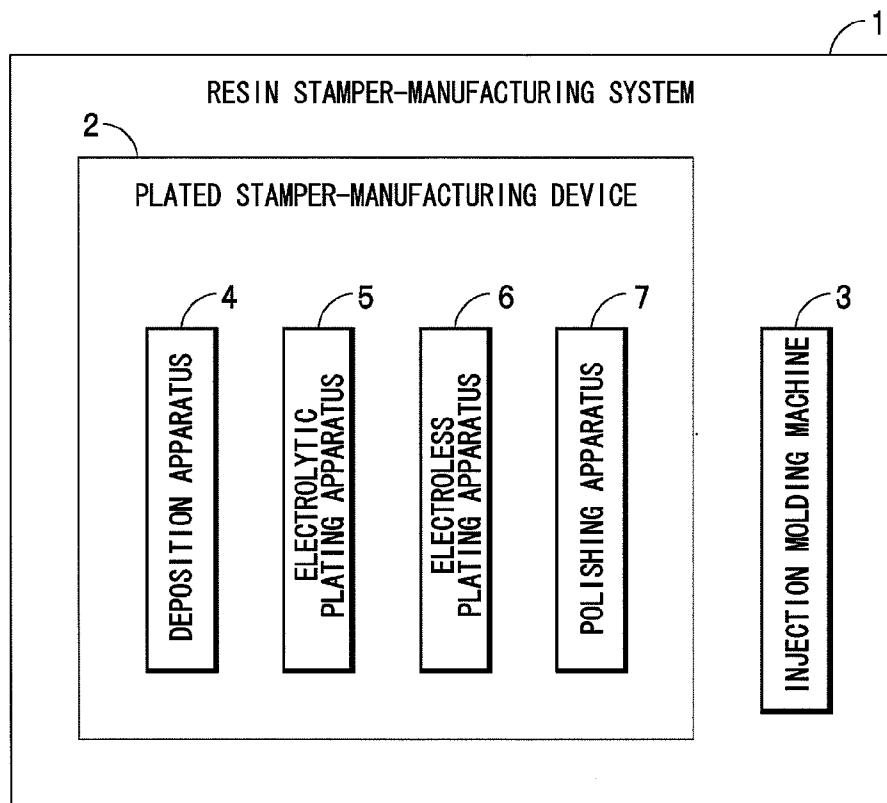 1
RESIN STAMPER-MANUFACTURING SYSTEM
2
PLATED STAMPER-MANUFACTURING DEVICE
4
5
6
7
3
DEPOSITION APPARATUS
ELECTROLYTIC
PLATING APPARATUS
ELECTROLESS
PLATING APPARATUS
POLISHING APPARATUS
INJECTION MOLDING MACHINE